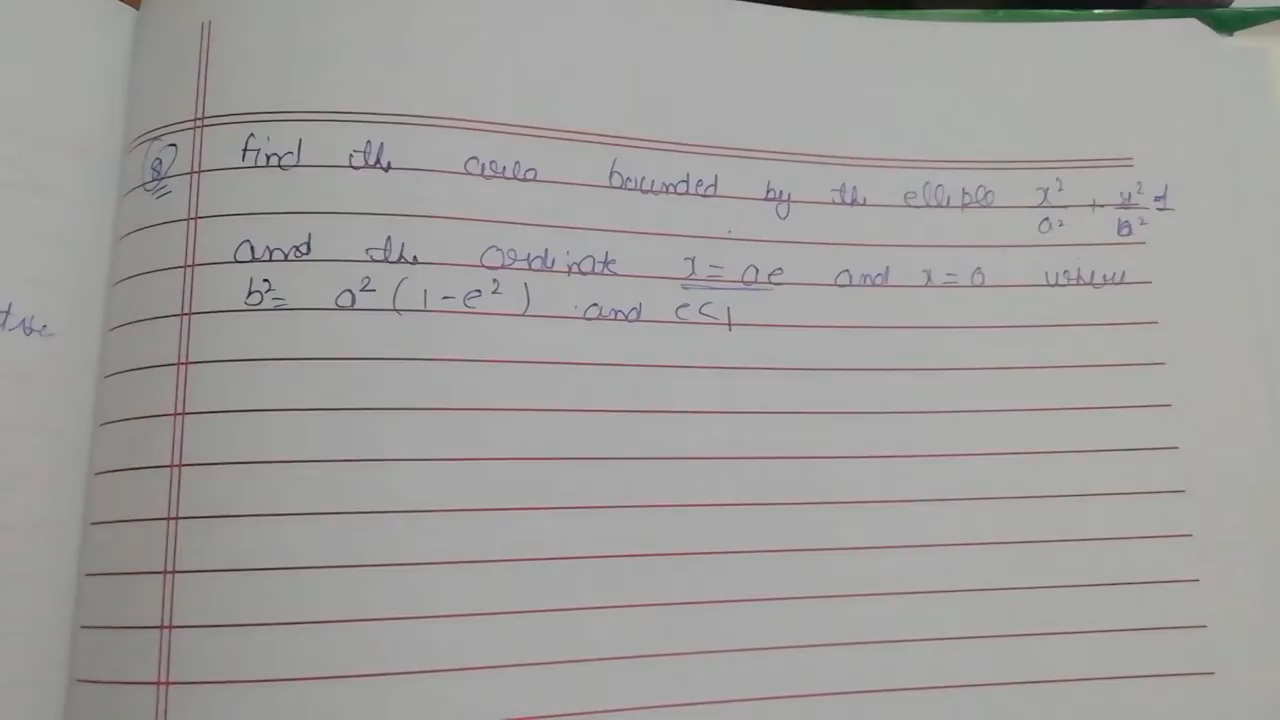 Q find the area bounded by the ellipse x²/a² + y²/b² = 1
and the ordinate x = ae and x = 0 where
b² = a² (1 - e²) and e < 1